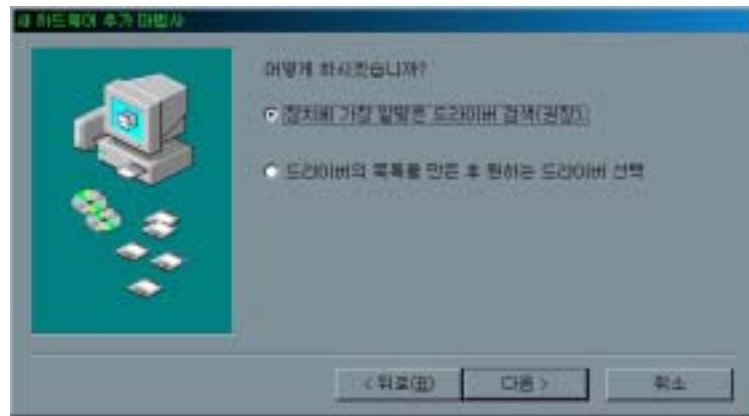 새 하드웨어 추가 마법사
어떻게 하시겠습니까?
장치에 가장 알맞은 드라이버 검색(권장).
드라이버의 목록을 만든 후 원하는 드라이버 선택
< 뒤로(B)
다음 >
취소